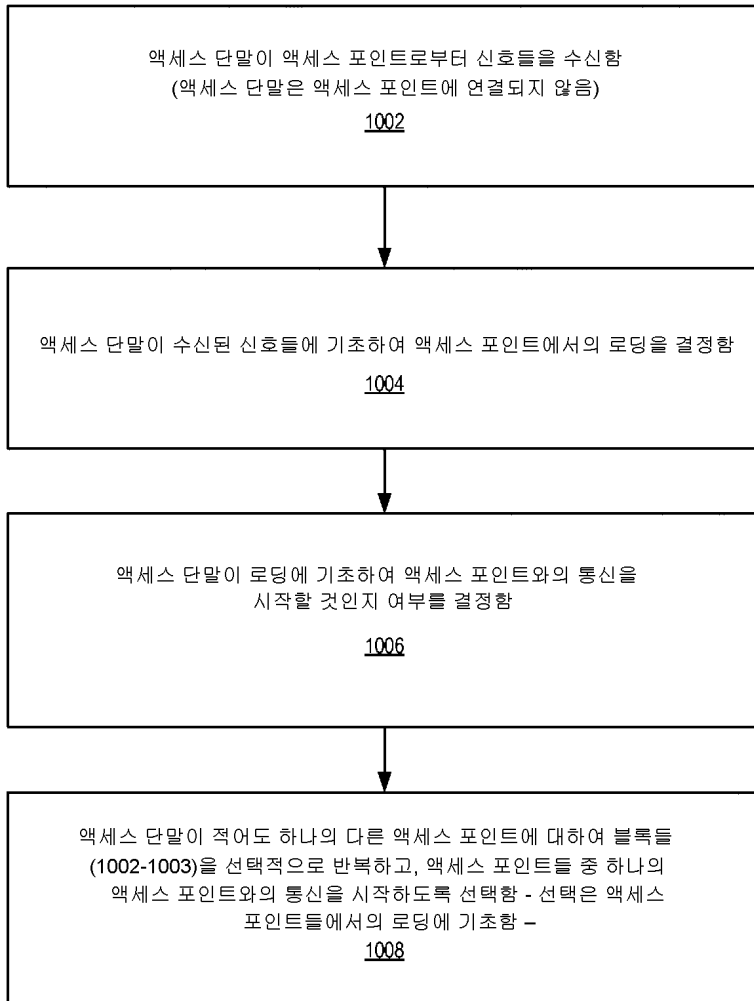 액세스 단말이 액세스 포인트로부터 신호들을 수신함
(액세스 단말은 액세스 포인트에 연결되지 않음)
1002
액세스 단말이 수신된 신호들에 기초하여 액세스 포인트에서의 로딩을 결정함
1004
액세스 단말이 로딩에 기초하여 액세스 포인트와의 통신을
시작할 것인지 여부를 결정함
1006
액세스 단말이 적어도 하나의 다른 액세스 포인트에 대하여 블록들
(1002-1003)을 선택적으로 반복하고, 액세스 포인트들 중 하나의
액세스 포인트와의 통신을 시작하도록 선택함 - 선택은 액세스
포인트들에서의 로딩에 기초함 –
1008